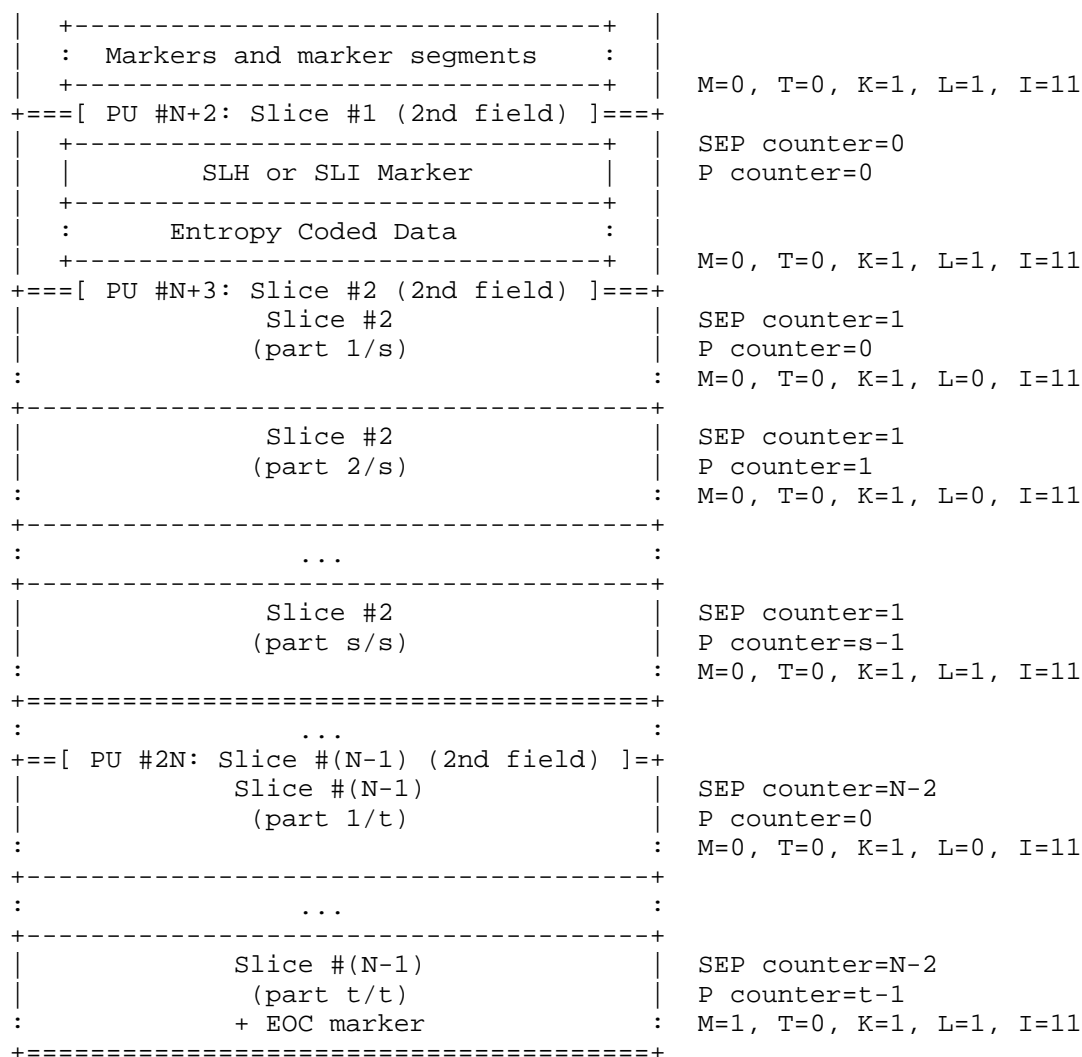 Markers and marker segments
M=0, T=0, K=1, L=1, I=11
[ PU #N+2: Slice #1 (2nd field) ]
SEP counter=0
SLH or SLI Marker P counter=0
Entropy Coded Data
M=0, T=0, K=1, L=1, I=11
[ PU #N+3: Slice #2 (2nd field) ]
Slice #2 SEP counter=1
(part 1/s) P counter=0
M=0, T=0, K=1, L=0, I=11
Slice #2 SEP counter=1
(part 2/s) P counter=1
M=0, T=0, K=1, L=0, I=11
...
Slice #2 SEP counter=1
(part s/s) P counter=s-1
M=0, T=0, K=1, L=1, I=11
...
[ PU #2N: Slice #(N-1) (2nd field) ]
Slice #(N-1) SEP counter=N-2
(part 1/t) P counter=0
M=0, T=0, K=1, L=0, I=11
...
Slice #(N-1) SEP counter=N-2
(part t/t) P counter=t-1
+ EOC marker M=1, T=0, K=1, L=1, I=11